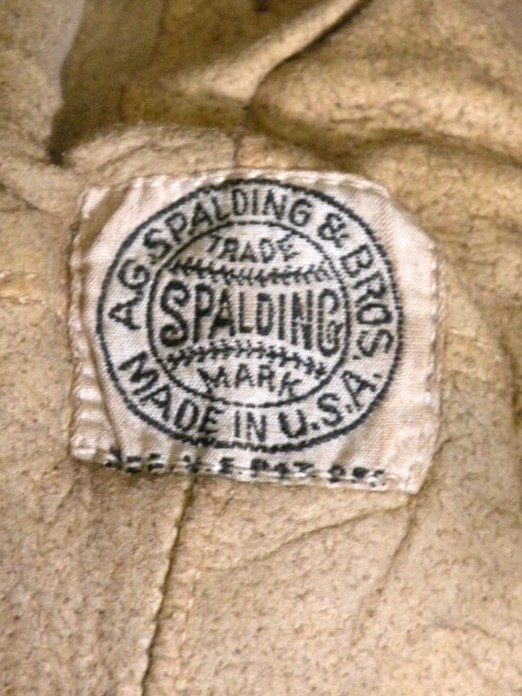 A.G. SPALDING & BROS.
TRADE
SPALDING
MARK
MADE IN U.S.A.